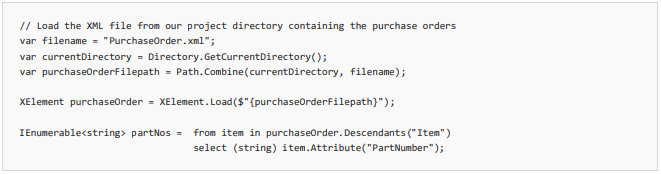 // Load the XML file from our project directory containing the purchase orders
var filename = "PurchaseOrder.xml";
var currentDirectory = Directory.GetCurrentDirectory();
var purchaseOrderFilepath = Path.Combine(currentDirectory, filename);

XElement purchaseOrder = XElement.Load($"{purchaseOrderFilepath}");

IEnumerable<string> partNos =  from item in purchaseOrder.Descendants("Item")
                               select (string) item.Attribute("PartNumber");